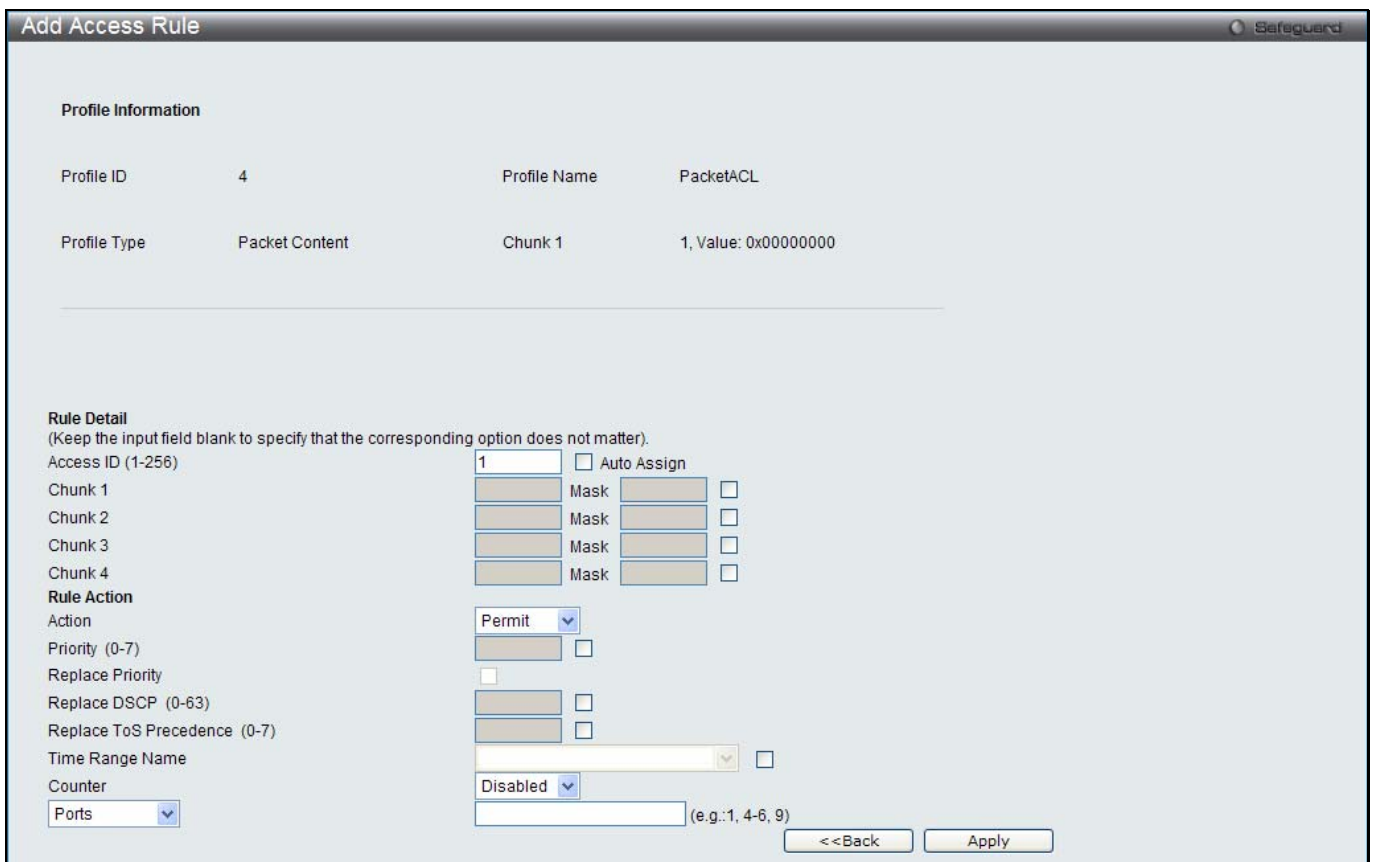 Add Access Rule
Safeguard
Profile Information
Profile ID 4 Profile Name PacketACL
Profile Type Packet Content Chunk 1 1, Value: 0x00000000
Rule Detail
(Keep the input field blank to specify that the corresponding option does not matter).
Access ID (1-256) 1 Auto Assign
Chunk 1 Mask
Chunk 2 Mask
Chunk 3 Mask
Chunk 4 Mask
Rule Action
Action Permit
Priority (0-7)
Replace Priority
Replace DSCP (0-63)
Replace ToS Precedence (0-7)
Time Range Name
Counter Disabled
Ports (e.g.:1, 4-6, 9)
<<Back Apply